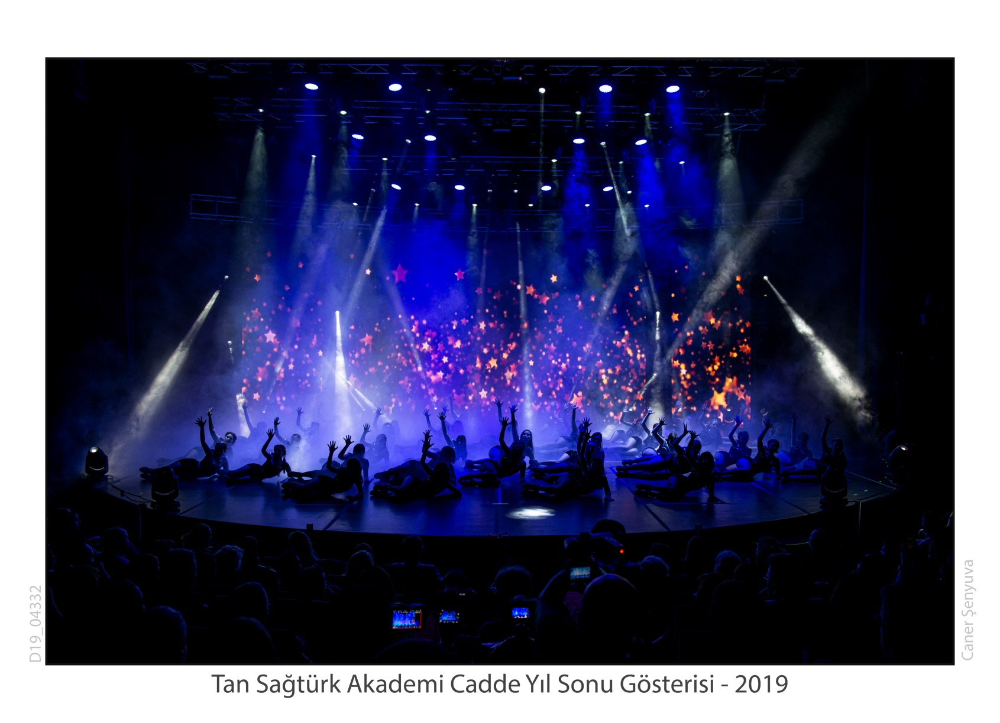 D19_04332
Caner Şenyuva
Tan Sağtürk Akademi Cadde Yıl Sonu Gösterisi - 2019